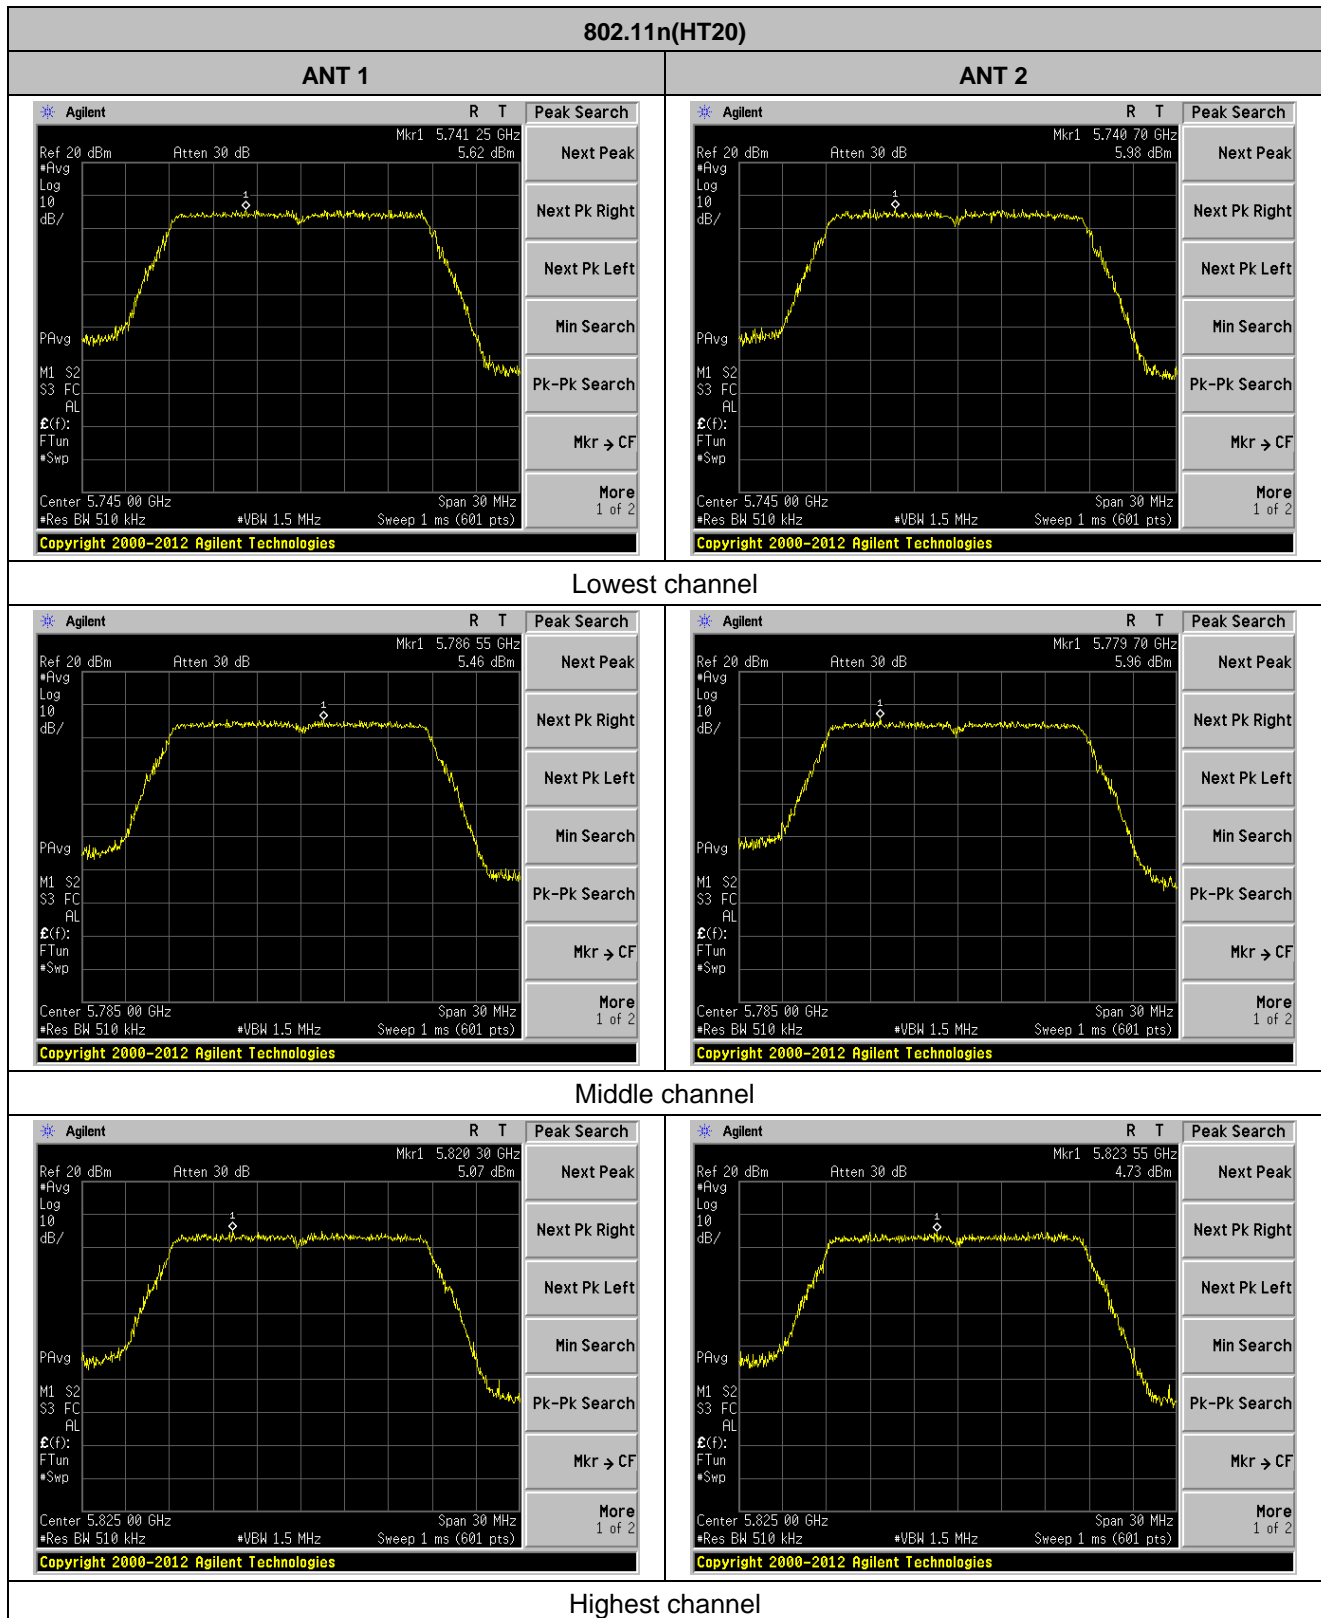 802.11n(HT20)
ANT 1
ANT 2
Agilent R T Peak Search
Mkr1 5.741 25 GHz
Ref 20 dBm Atten 30 dB 5.62 dBm
#Avg
Log
10
dB/
1
PAvg
M1 S2
S3 FC
AL
£(f):
FTun
#Swp
Center 5.745 00 GHz Span 30 MHz
#Res BW 510 kHz #VBW 1.5 MHz Sweep 1 ms (601 pts)
Copyright 2000-2012 Agilent Technologies
Next Peak
Next Pk Right
Next Pk Left
Min Search
Pk-Pk Search
Mkr → CF
More
1 of 2
Agilent R T Peak Search
Mkr1 5.740 70 GHz
Ref 20 dBm Atten 30 dB 5.98 dBm
#Avg
Log
10
dB/
1
PAvg
M1 S2
S3 FC
AL
£(f):
FTun
#Swp
Center 5.745 00 GHz Span 30 MHz
#Res BW 510 kHz #VBW 1.5 MHz Sweep 1 ms (601 pts)
Copyright 2000-2012 Agilent Technologies
Next Peak
Next Pk Right
Next Pk Left
Min Search
Pk-Pk Search
Mkr → CF
More
1 of 2
Lowest channel
Agilent R T Peak Search
Mkr1 5.786 55 GHz
Ref 20 dBm Atten 30 dB 5.46 dBm
#Avg
Log
10
dB/
1
PAvg
M1 S2
S3 FC
AL
£(f):
FTun
#Swp
Center 5.785 00 GHz Span 30 MHz
#Res BW 510 kHz #VBW 1.5 MHz Sweep 1 ms (601 pts)
Copyright 2000-2012 Agilent Technologies
Next Peak
Next Pk Right
Next Pk Left
Min Search
Pk-Pk Search
Mkr → CF
More
1 of 2
Agilent R T Peak Search
Mkr1 5.779 70 GHz
Ref 20 dBm Atten 30 dB 5.96 dBm
#Avg
Log
10
dB/
1
PAvg
M1 S2
S3 FC
AL
£(f):
FTun
#Swp
Center 5.785 00 GHz Span 30 MHz
#Res BW 510 kHz #VBW 1.5 MHz Sweep 1 ms (601 pts)
Copyright 2000-2012 Agilent Technologies
Next Peak
Next Pk Right
Next Pk Left
Min Search
Pk-Pk Search
Mkr → CF
More
1 of 2
Middle channel
Agilent R T Peak Search
Mkr1 5.820 30 GHz
Ref 20 dBm Atten 30 dB 5.07 dBm
#Avg
Log
10
dB/
1
PAvg
M1 S2
S3 FC
AL
£(f):
FTun
#Swp
Center 5.825 00 GHz Span 30 MHz
#Res BW 510 kHz #VBW 1.5 MHz Sweep 1 ms (601 pts)
Copyright 2000-2012 Agilent Technologies
Next Peak
Next Pk Right
Next Pk Left
Min Search
Pk-Pk Search
Mkr → CF
More
1 of 2
Agilent R T Peak Search
Mkr1 5.823 55 GHz
Ref 20 dBm Atten 30 dB 4.73 dBm
#Avg
Log
10
dB/
1
PAvg
M1 S2
S3 FC
AL
£(f):
FTun
#Swp
Center 5.825 00 GHz Span 30 MHz
#Res BW 510 kHz #VBW 1.5 MHz Sweep 1 ms (601 pts)
Copyright 2000-2012 Agilent Technologies
Next Peak
Next Pk Right
Next Pk Left
Min Search
Pk-Pk Search
Mkr → CF
More
1 of 2
Highest channel